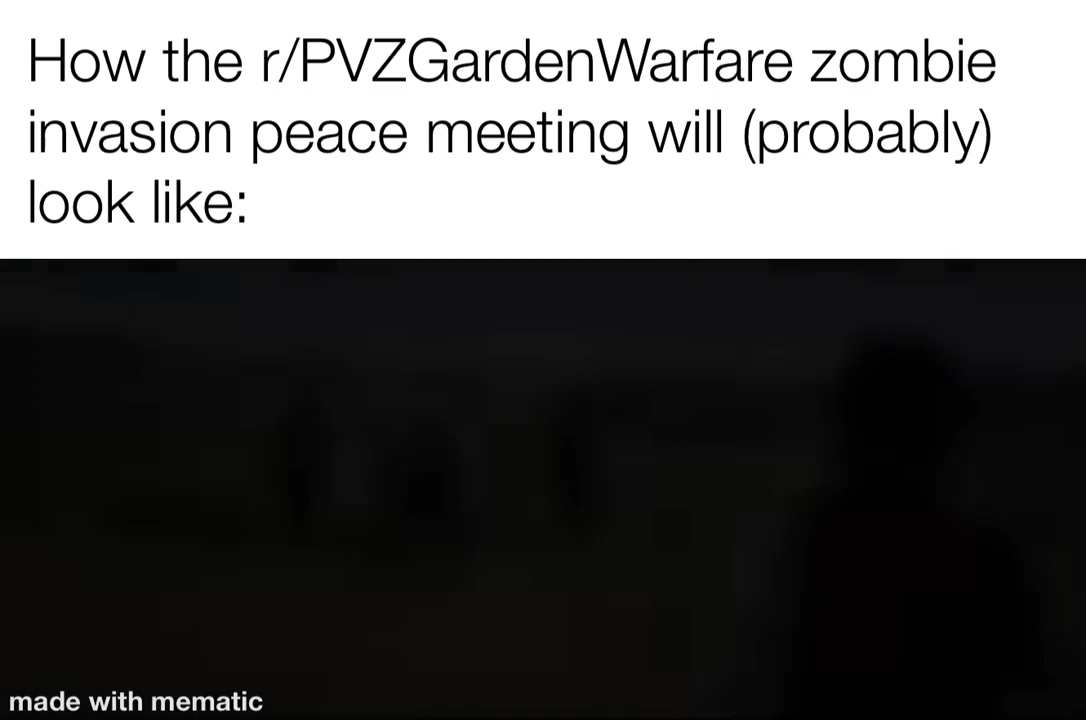 How the r/PVZGardenWarfare zombie
invasion peace meeting will (probably)
look like:
made with mematic